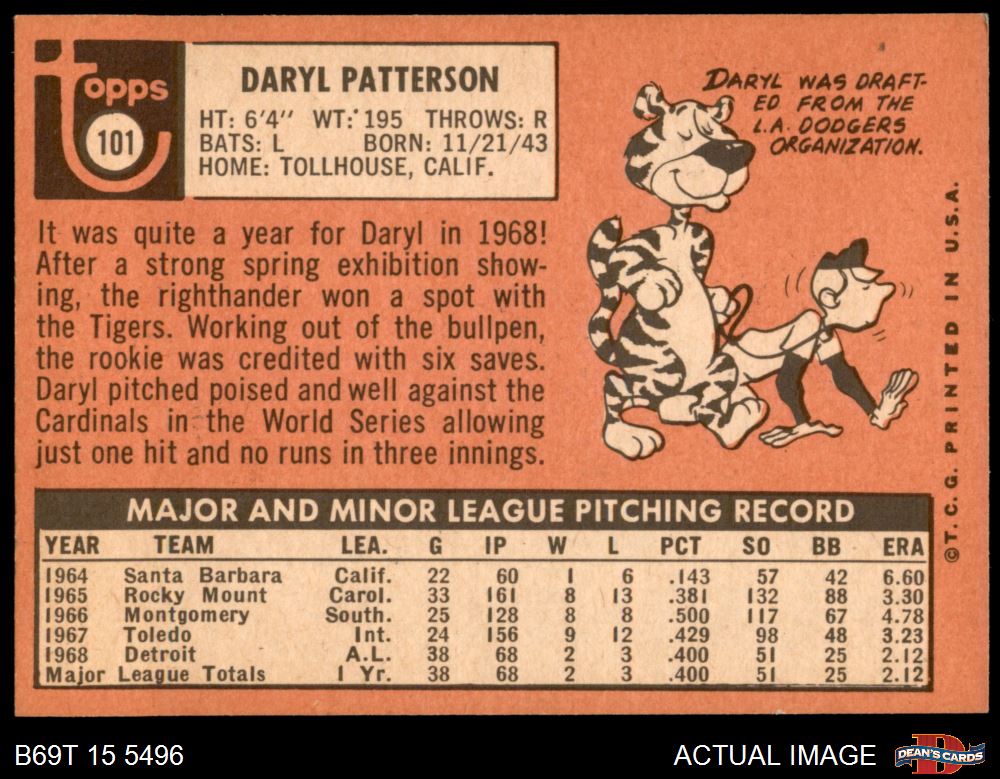 topps
101
DARYL PATTERSON
HT: 6'4" WT: 195 THROWS: R
BATS: L BORN: 11/21/43
HOME: TOLLHOUSE, CALIF.
DARYL WAS DRAFT-
ED FROM THE
L.A. DODGERS
ORGANIZATION.
It was quite a year for Daryl in 1968!
After a strong spring exhibition show-
ing, the righthander won a spot with
the Tigers. Working out of the bullpen,
the rookie was credited with six saves.
Daryl pitched poised and well against the
Cardinals in the World Series allowing
just one hit and no runs in three innings.
©T.C.G. PRINTED IN U.S.A.
MAJOR AND MINOR LEAGUE PITCHING RECORD
YEAR TEAM LEA. G IP W L PCT SO BB ERA
1964 Santa Barbara Calif. 22 60 1 6 .143 57 42 6.60
1965 Rocky Mount Carol. 33 161 8 13 .381 132 88 3.30
1966 Montgomery South. 25 128 8 8 .500 117 67 4.78
1967 Toledo Int. 24 156 9 12 .429 98 48 3.23
1968 Detroit A.L. 38 68 2 3 .400 51 25 2.12
Major League Totals 1 Yr. 38 68 2 3 .400 51 25 2.12
B69T 15 5496
ACTUAL IMAGE
DEAN'S CARDS